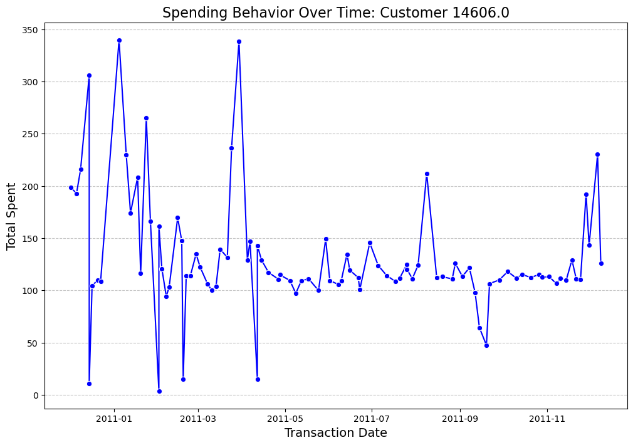 Spending Behavior Over Time: Customer 14606.0
Total Spent
350
300
250
200
150
100
50
0
2011-01 2011-03 2011-05 2011-07 2011-09 2011-11
Transaction Date